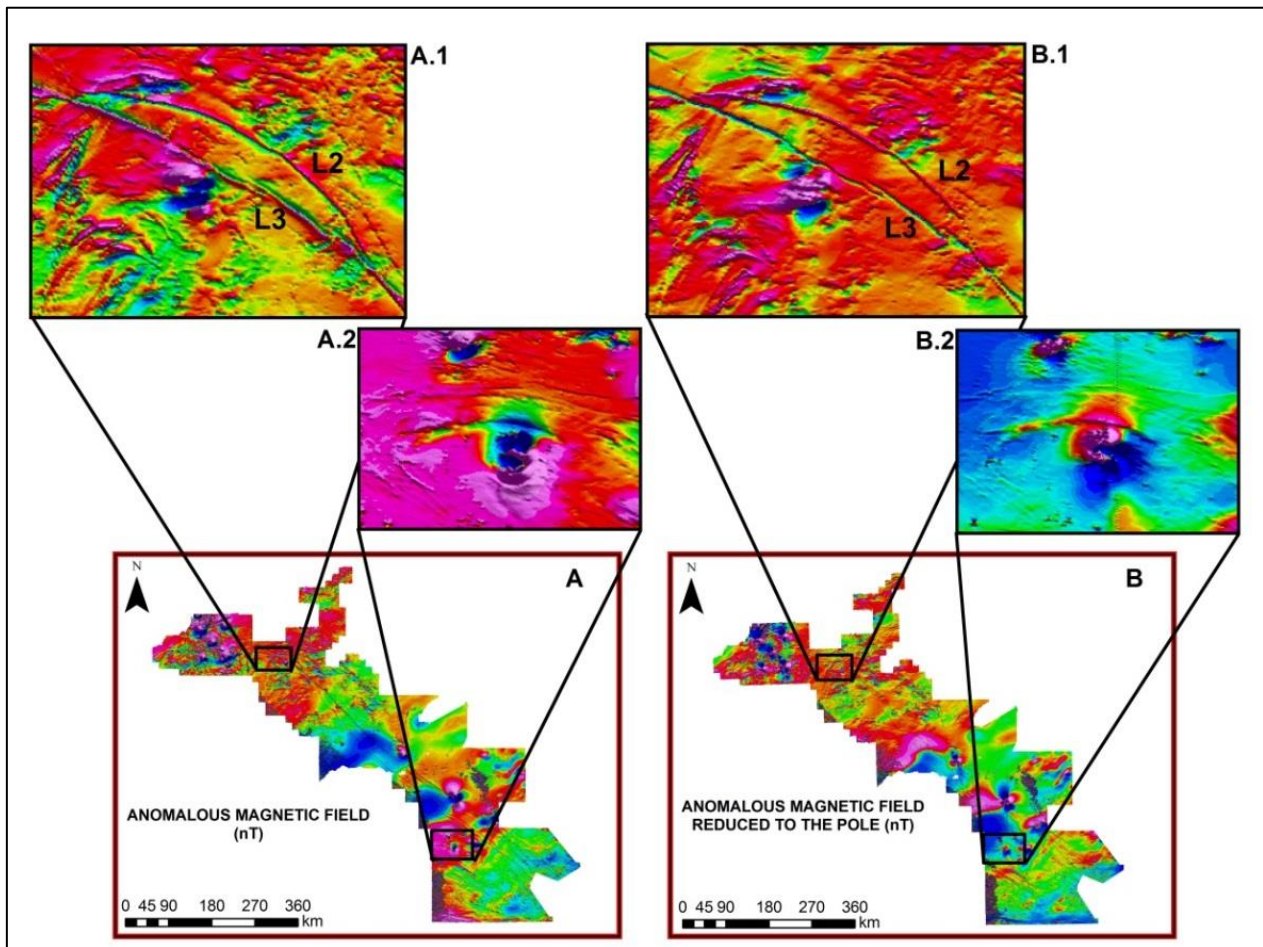 A.1
B.1
L2
L3
L2
L3
A.2
B.2
N
A
N
B
ANOMALOUS MAGNETIC FIELD
(nT)
ANOMALOUS MAGNETIC FIELD
REDUCED TO THE POLE (nT)
0 45 90 180 270 360
km
0 45 90 180 270 360
km